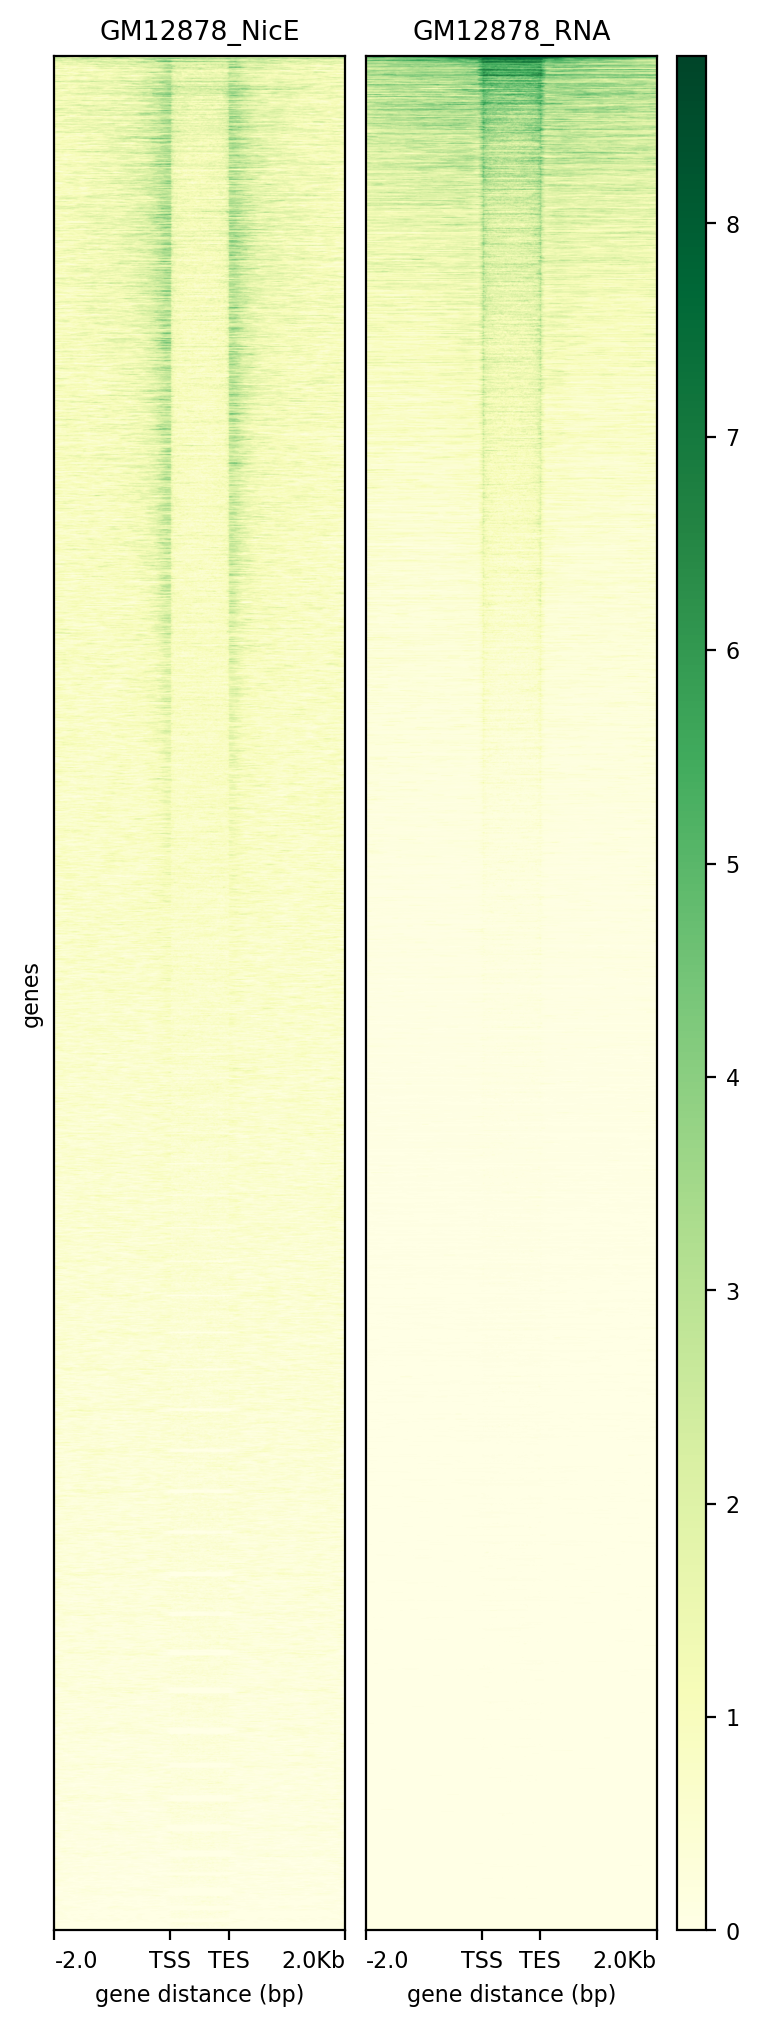 GM12878_NicE
GM12878_RNA
genes
-2.0 TSS TES 2.0Kb
gene distance (bp)
-2.0 TSS TES 2.0Kb
gene distance (bp)
8
7
6
5
4
3
2
1
0